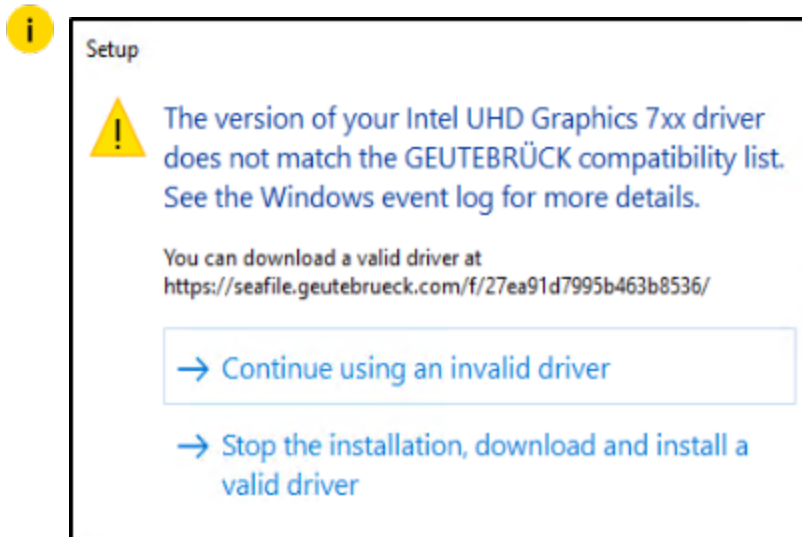 i
Setup
!
The version of your Intel UHD Graphics 7xx driver
does not match the GEUTEBRÜCK compatibility list.
See the Windows event log for more details.
You can download a valid driver at
https://seafile.geutebrueck.com/f/27ea91d7995b463b8536/
→ Continue using an invalid driver
→ Stop the installation, download and install a
valid driver